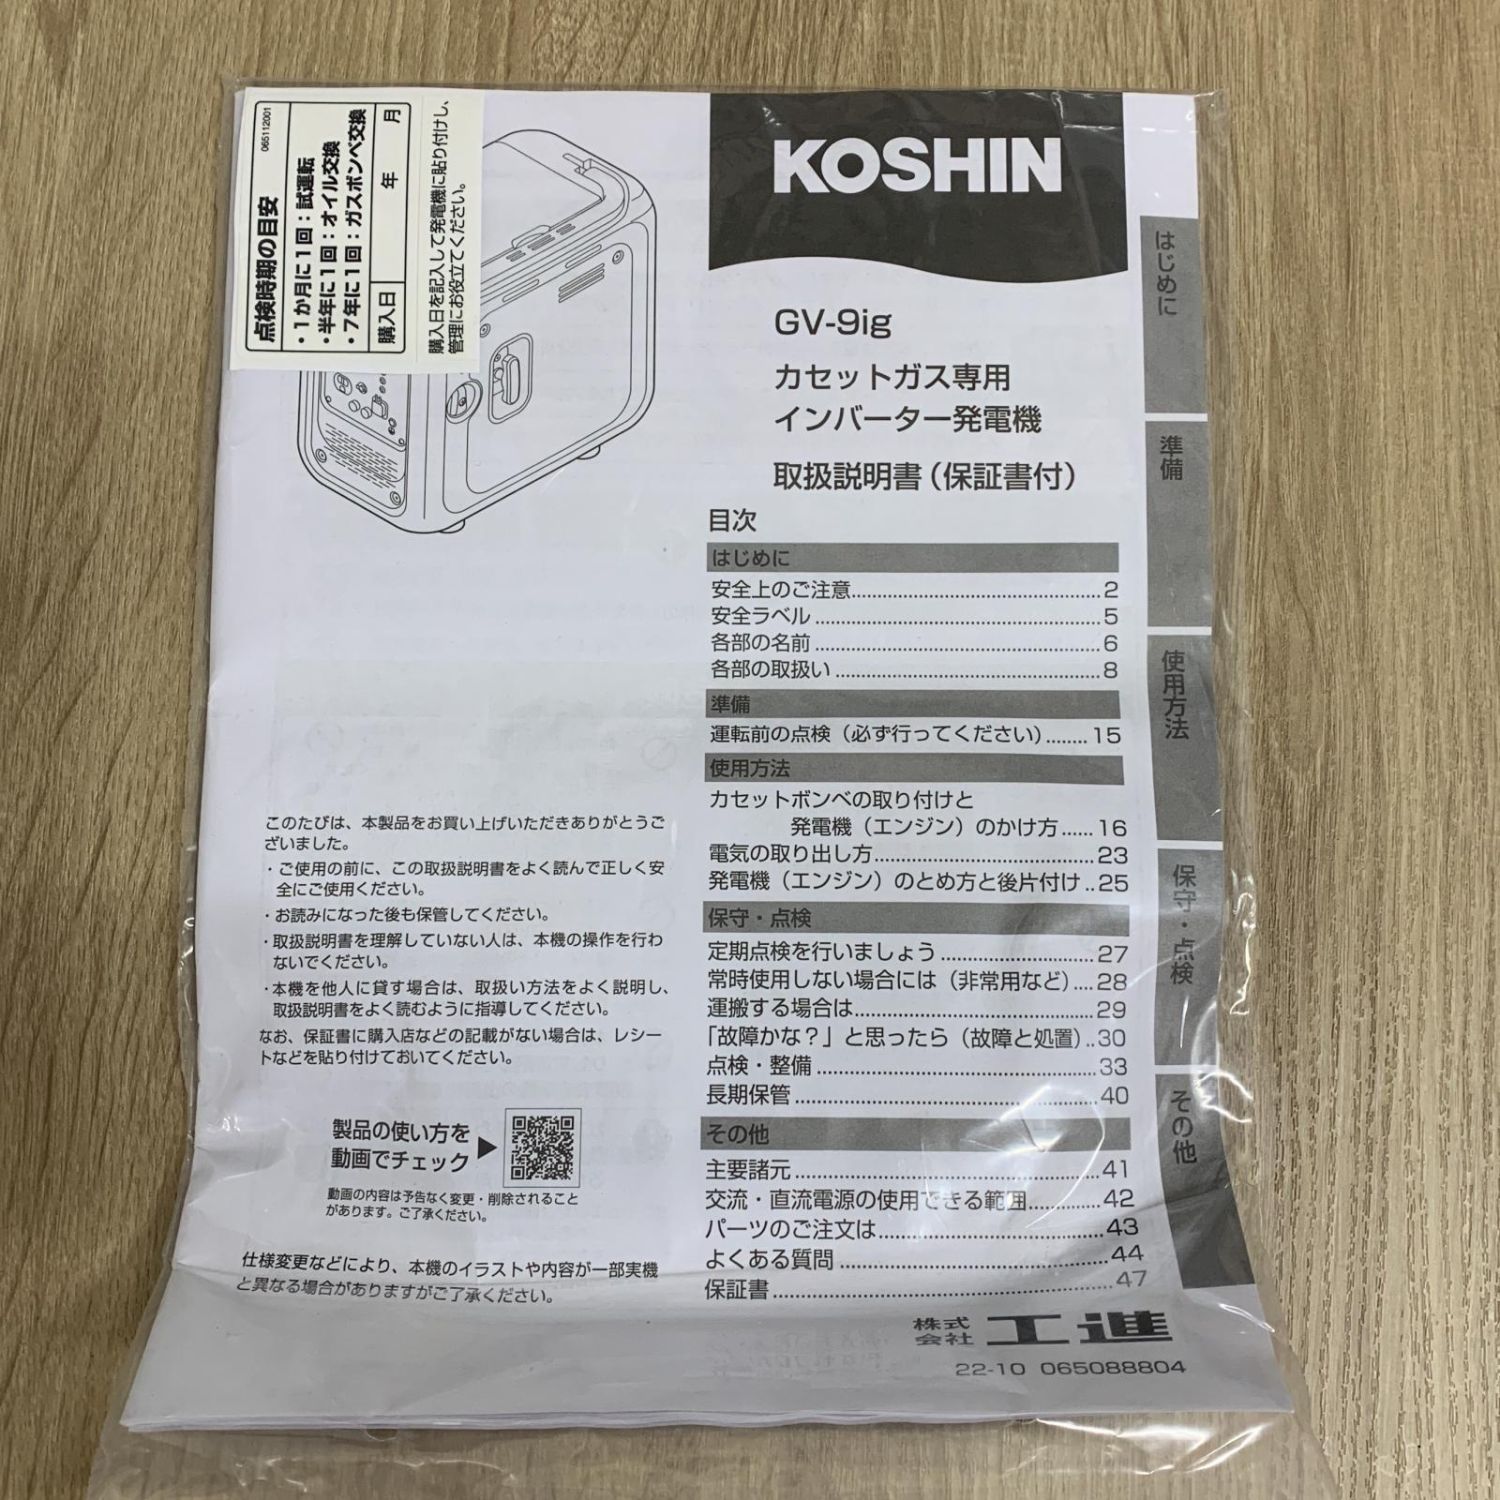 点検時期の目安
065112001
・1か月に1回：試運転
・半年に1回：オイル交換
・7年に1回：ガスボンベ交換
購入日 年 月
購入日を記入して発電機に貼り付けし、
管理にお役立てください。
KOSHIN
GV-9ig
カセットガス専用
インバーター発電機
取扱説明書（保証書付）
目次
はじめに
安全上のご注意 2
安全ラベル 5
各部の名前 6
各部の取扱い 8
準備
運転前の点検（必ず行ってください） 15
使用方法
カセットボンベの取り付けと
発電機（エンジン）のかけ方 16
電気の取り出し方 23
発電機（エンジン）のとめ方と後片付け 25
保守・点検
定期点検を行いましょう 27
常時使用しない場合には（非常用など） 28
運搬する場合は 29
「故障かな？」と思ったら（故障と処置） 30
点検・整備 33
長期保管 40
その他
主要諸元 41
交流・直流電源の使用できる範囲 42
パーツのご注文は 43
よくある質問 44
保証書 47
はじめに
準備
使用方法
保守・点検
その他
このたびは、本製品をお買い上げいただきありがとうご
ざいました。
・ご使用の前に、この取扱説明書をよく読んで正しく安
全にご使用ください。
・お読みになった後も保管してください。
・取扱説明書を理解していない人は、本機の操作を行わ
ないでください。
・本機を他人に貸す場合は、取扱い方法をよく説明し、
取扱説明書をよく読むように指導してください。
なお、保証書に購入店などの記載がない場合は、レシー
トなどを貼り付けておいてください。
製品の使い方を
動画でチェック
動画の内容は予告なく変更・削除されること
があります。ご了承ください。
仕様変更などにより、本機のイラストや内容が一部実機
と異なる場合がありますがご了承ください。
株式会社 工進
22-10 065088804